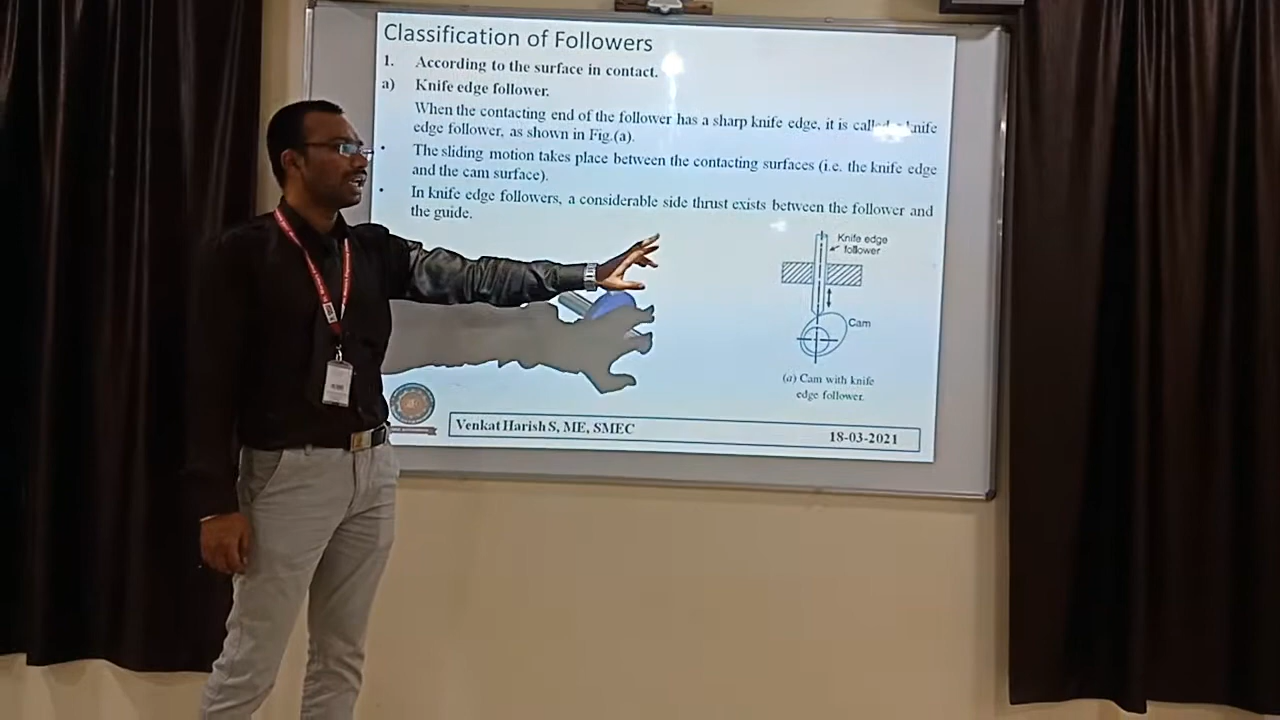 Classification of Followers
1. According to the surface in contact.
a) Knife edge follower.
When the contacting end of the follower has a sharp knife edge, it is called knife
edge follower, as shown in Fig.(a).
• The sliding motion takes place between the contacting surfaces (i.e. the knife edge
and the cam surface).
• In knife edge followers, a considerable side thrust exists between the follower and
the guide.
Knife edge
follower
Cam
(a) Cam with knife
edge follower.
Venkat Harish S, ME, SMEC
18-03-2021